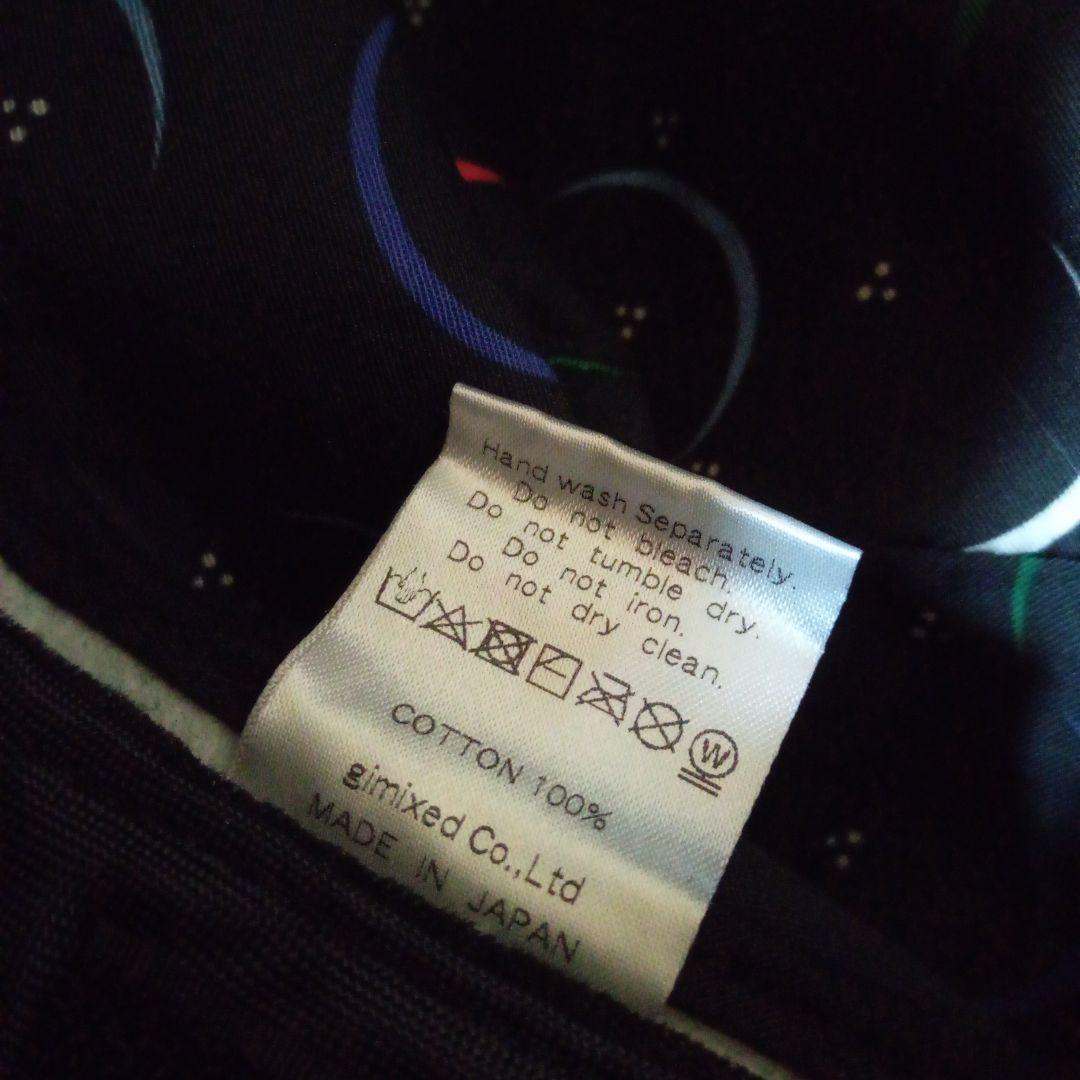 Hand wash Separately.
Do not bleach.
Do not tumble dry.
Do not iron.
Do not dry clean.
W
COTTON 100%
gimixed Co.,Ltd
MADE IN JAPAN